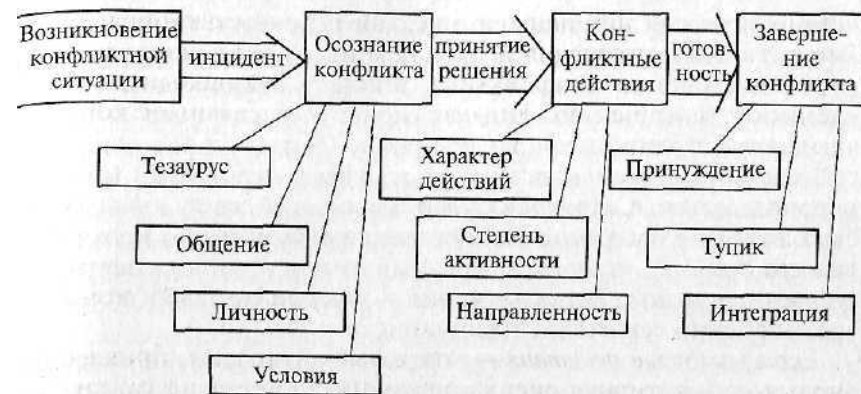 Возникновение
конфликтной
ситуации
инцидент
Осознание
конфликта
принятие
решения
Кон-
фликтные
действия
готов-
ность
Заверше-
ние
конфликта
Тезаурус
Общение
Личность
Условия
Характер
действий
Степень
активности
Направленность
Принуждение
Тупик
Интеграция